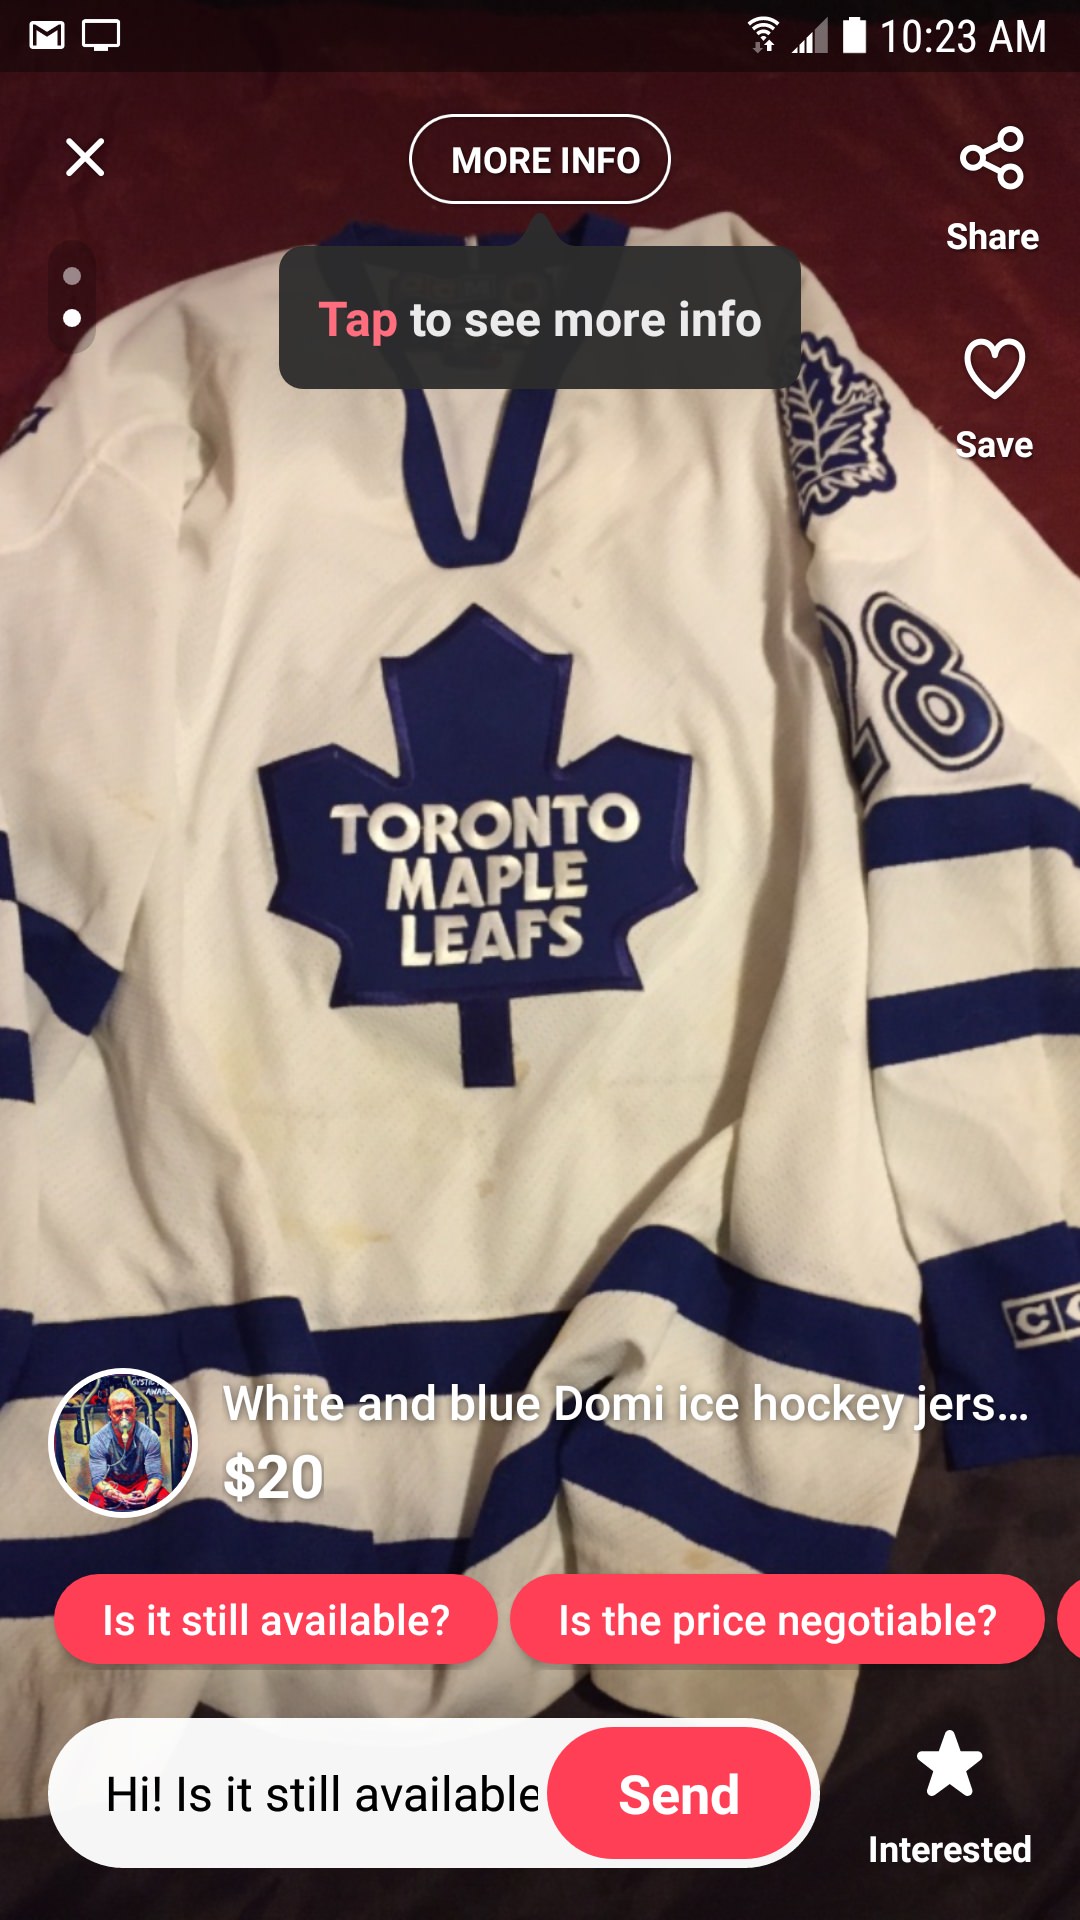 10:23 AM
MORE INFO
Share
Tap to see more info
Save
28
TORONTO
MAPLE
LEAFS
White and blue Domi ice hockey jers...
$20
Is it still available?
Is the price negotiable?
Hi! Is it still available
Send
Interested